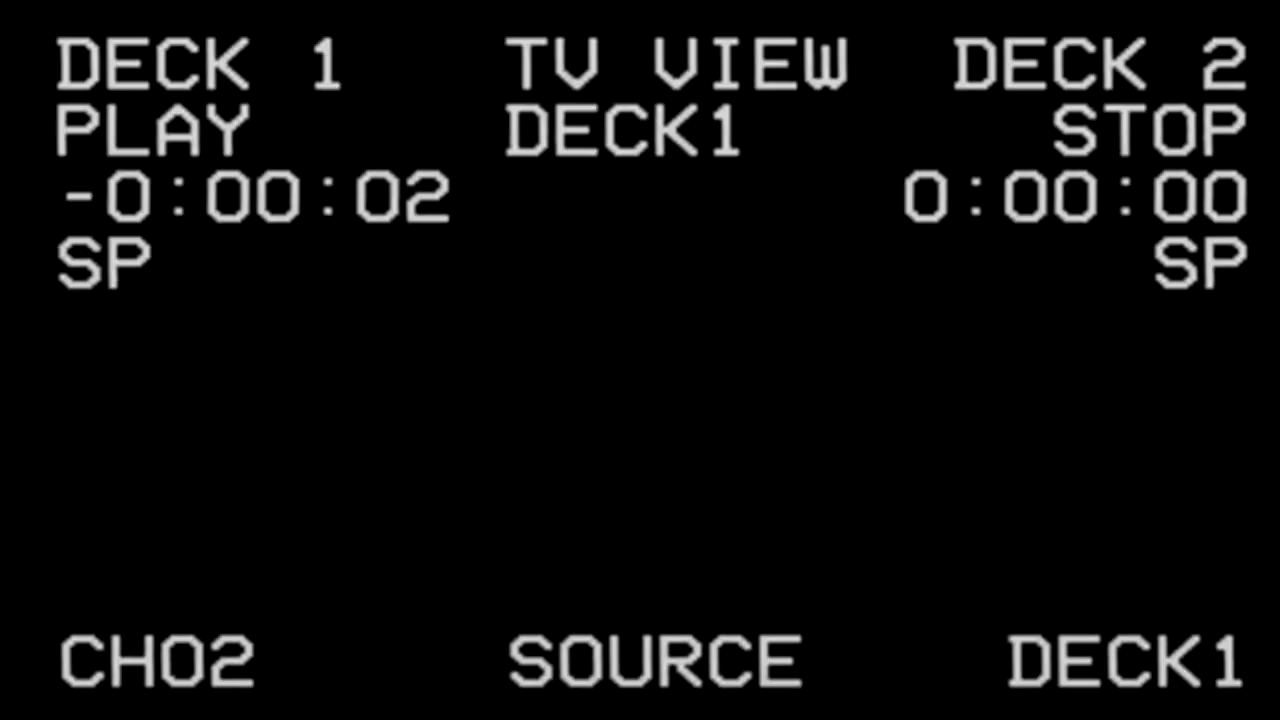 DECK 1 TV VIEW DECK 2
PLAY DECK1 STOP
-0:00:02 0:00:00
SP SP
CH02 SOURCE DECK1